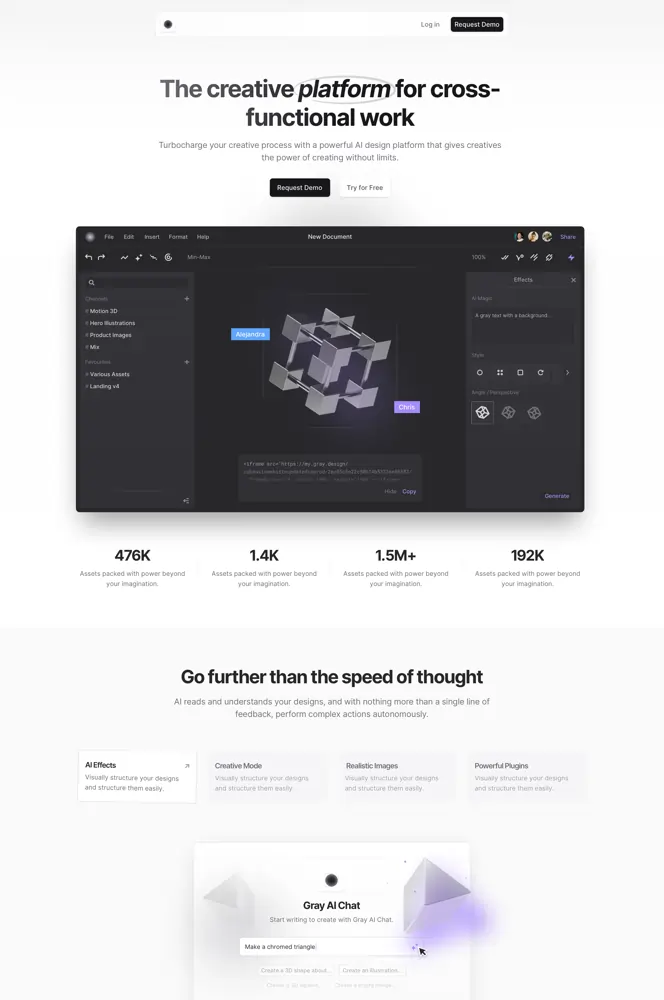 Log in
Request Demo
The creative platform for cross-
functional work
Turbocharge your creative process with a powerful AI design platform that gives creatives
the power of creating without limits.
Request Demo
Try for Free
File Edit Invert Format Help
New Document
Share
Min-Max
100%
Effects
Channels
# Motion 3D
# Hero Illustrations
# Product Images
# Mix
Favourites
# Various Assets
# Landing v4
Alejandra
Chris
AI Magic
A gray text with a background...
Style
Angle /Perspective
<iframe src='https://my.gray.design/
Hide Copy
Generate
476K
Assets packed with power beyond
your imagination.
1.4K
Assets packed with power beyond
your imagination.
1.5M+
Assets packed with power beyond
your imagination.
192K
Assets packed with power beyond
your imagination.
Go further than the speed of thought
AI reads and understands your designs, and with nothing more than a single line of
feedback, perform complex actions autonomously.
AI Effects
Visually structure your designs
and structure them easily.
Creative Mode
Visually structure your designs
and structure them easily.
Realistic Images
Visually structure your designs
and structure them easily.
Powerful Plugins
Visually structure your designs
and structure them easily.
Gray AI Chat
Start writing to create with Gray AI Chat.
Make a chromed triangle
Create a 3D shape about...
Create an illustration...
Create a 3D square...